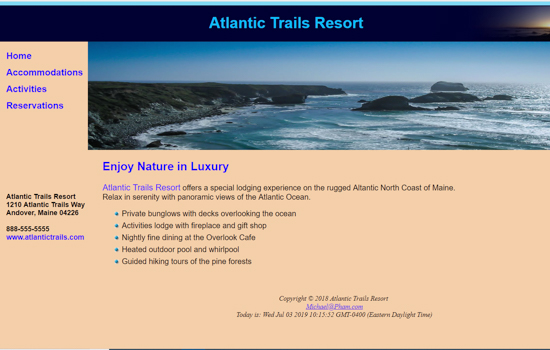 Atlantic Trails Resort
Home
Accommodations
Activities
Reservations
Enjoy Nature in Luxury
Atlantic Trails Resort offers a special lodging experience on the rugged Altantic North Coast of Maine.
Relax in serenity with panoramic views of the Atlantic Ocean.
Private bunglows with decks overlooking the ocean
Activities lodge with fireplace and gift shop
Nightly fine dining at the Overlook Cafe
Heated outdoor pool and whirlpool
Guided hiking tours of the pine forests
Atlantic Trails Resort
1210 Atlantic Trails Way
Andover, Maine 04226
888-555-5555
www.atlantictrails.com
Copyright © 2018 Atlantic Trails Resort
Michael@Pham.com
Today is: Wed Jul 03 2019 10:15:52 GMT-0400 (Eastern Daylight Time)